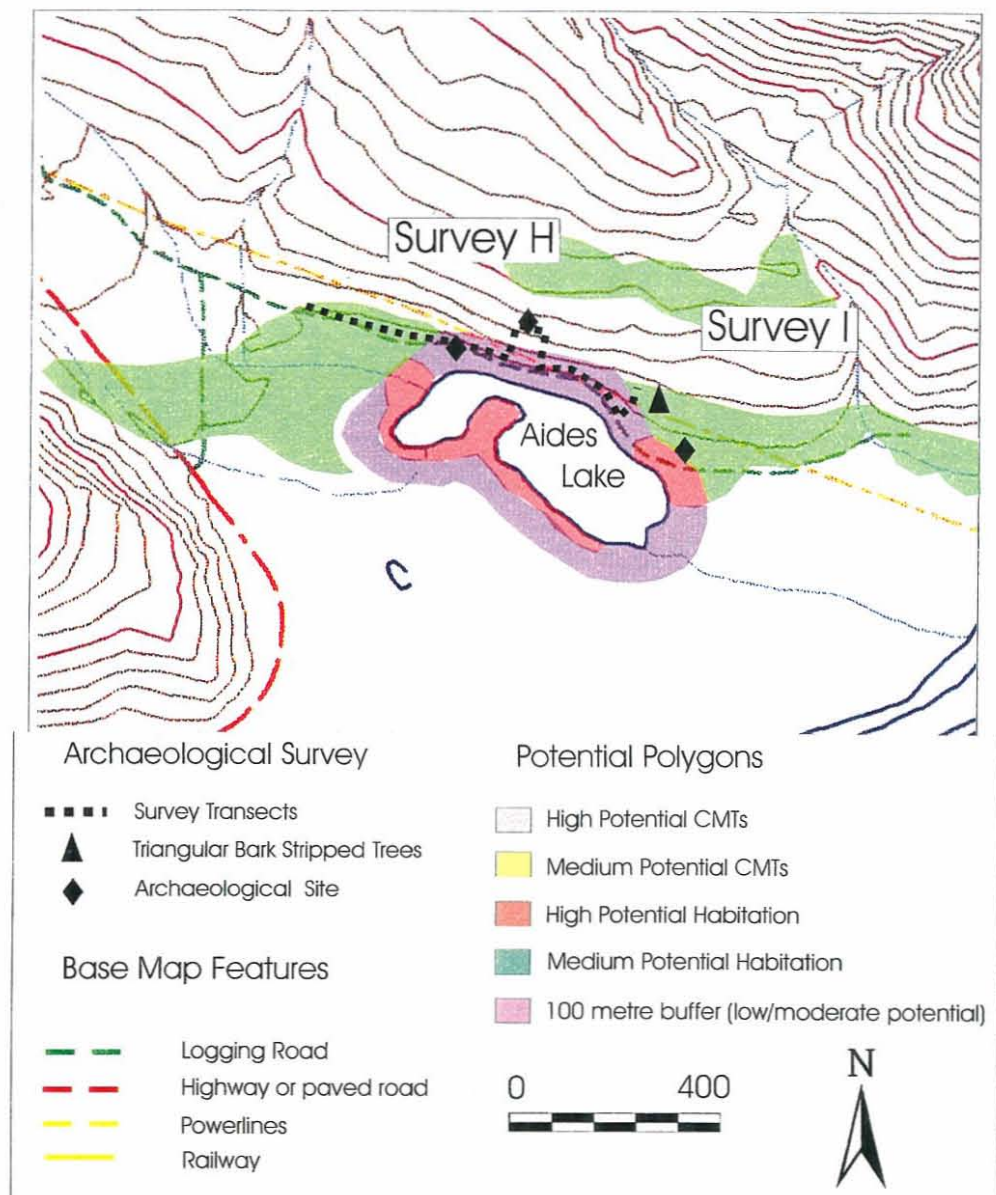 Survey H
Survey I
Aides
Lake
Archaeological Survey
Survey Transects
Triangular Bark Stripped Trees
Archaeological Site
Base Map Features
Logging Road
Highway or paved road
Powerlines
Railway
Potential Polygons
High Potential CMTs
Medium Potential CMTs
High Potential Habitation
Medium Potential Habitation
100 metre buffer (low/moderate potential)
0 400
N